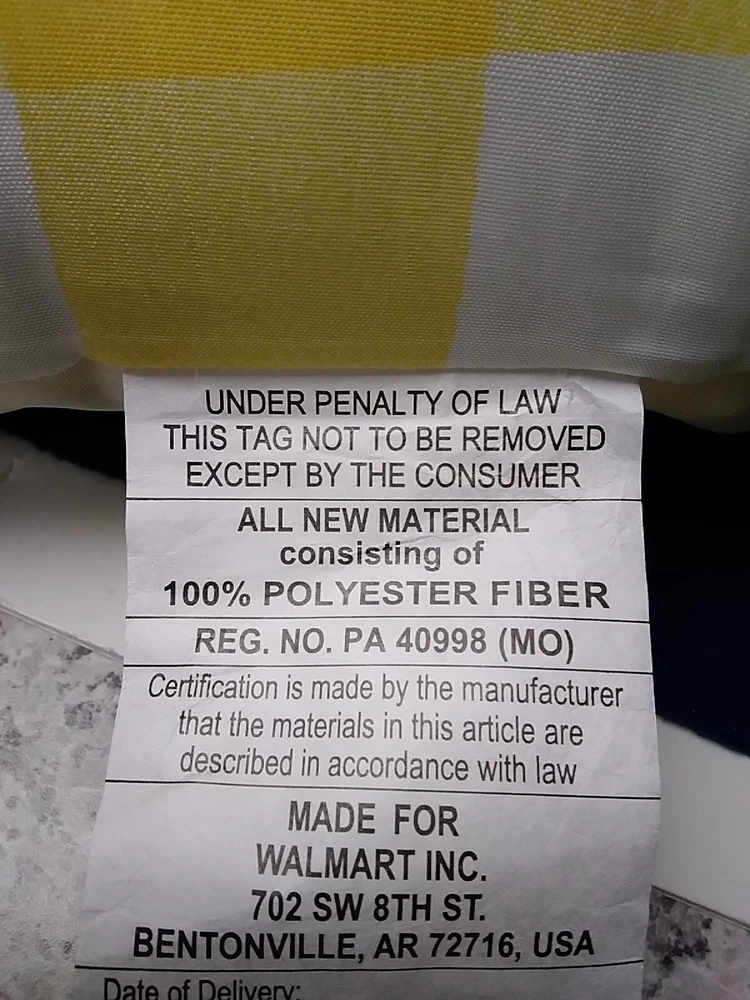 UNDER PENALTY OF LAW
THIS TAG NOT TO BE REMOVED
EXCEPT BY THE CONSUMER
ALL NEW MATERIAL
consisting of
100% POLYESTER FIBER
REG. NO. PA 40998 (MO)
Certification is made by the manufacturer
that the materials in this article are
described in accordance with law
MADE FOR
WALMART INC.
702 SW 8TH ST.
BENTONVILLE, AR 72716, USA
Date of Delivery: